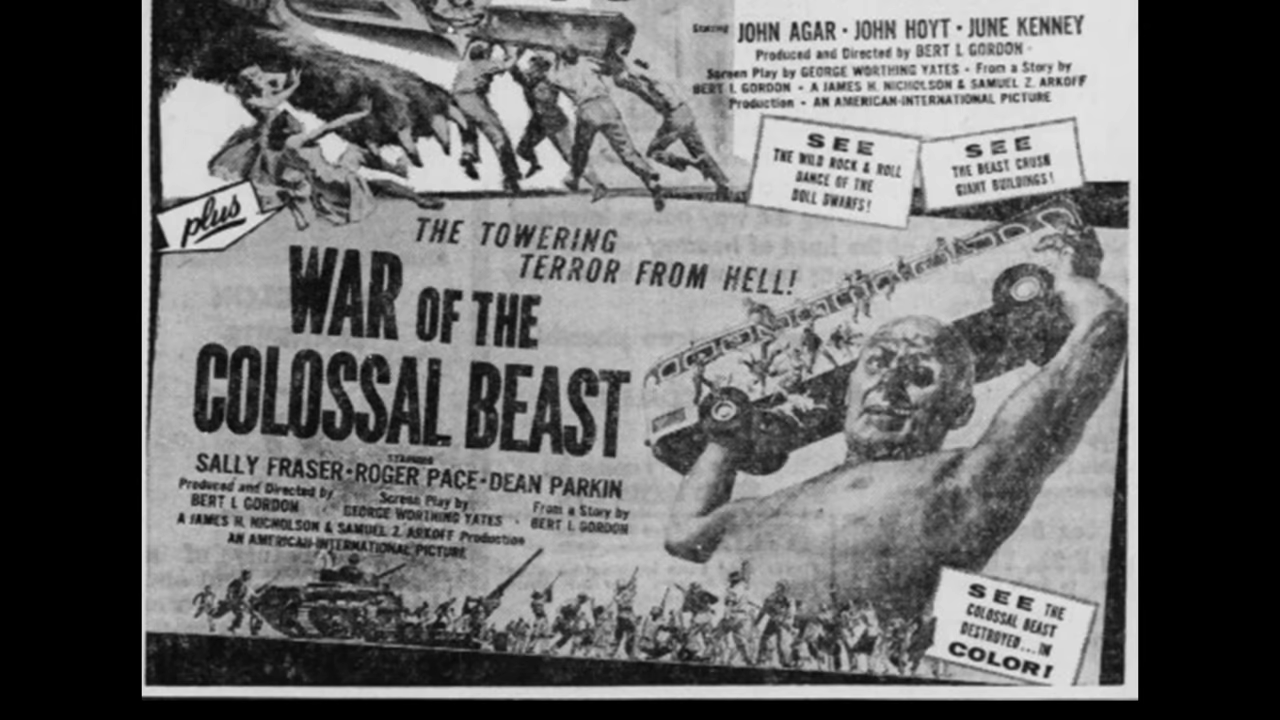 Starring JOHN AGAR · JOHN HOYT · JUNE KENNEY
Produced and Directed by BERT I. GORDON ·
Screen Play by GEORGE WORTHING YATES · From a Story by
BERT I. GORDON · A JAMES H. NICHOLSON & SAMUEL Z. ARKOFF
Production · AN AMERICAN-INTERNATIONAL PICTURE
SEE
THE WILD ROCK & ROLL
DANCE OF THE
DOLL DWARFS!
SEE
THE BEAST CRUSH
GIANT BUILDINGS!
plus
THE TOWERING
TERROR FROM HELL!
WAR OF THE
COLOSSAL BEAST
STARRING
SALLY FRASER · ROGER PACE · DEAN PARKIN
Produced and Directed by
BERT I. GORDON
Screen Play by
GEORGE WORTHING YATES ·
From a Story by
BERT I. GORDON
A JAMES H. NICHOLSON & SAMUEL Z. ARKOFF Production
AN AMERICAN-INTERNATIONAL PICTURE
SEE THE
COLOSSAL BEAST
DESTROYED...IN
COLOR!